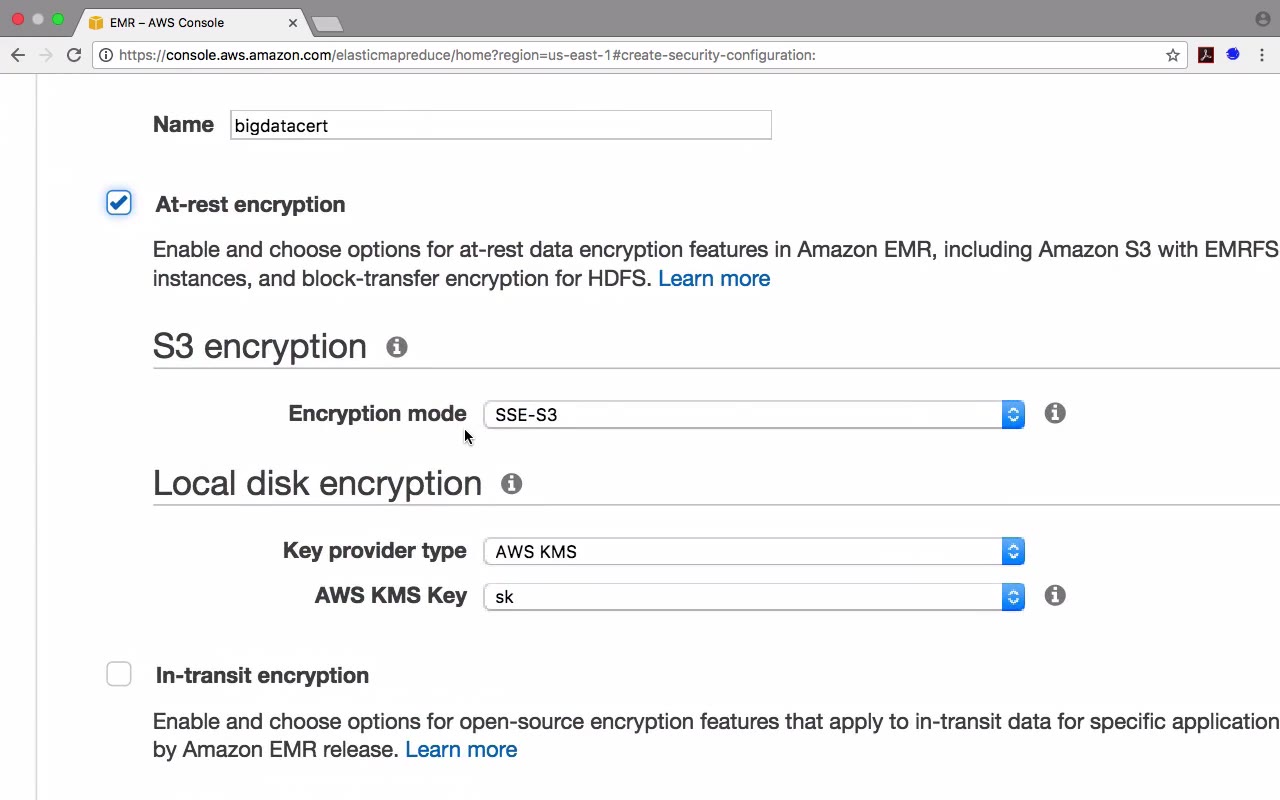 EMR – AWS Console
https://console.aws.amazon.com/elasticmapreduce/home?region=us-east-1#create-security-configuration:
Name bigdatacert
At-rest encryption
Enable and choose options for at-rest data encryption features in Amazon EMR, including Amazon S3 with EMRFS
instances, and block-transfer encryption for HDFS. Learn more
S3 encryption
Encryption mode SSE-S3
Local disk encryption
Key provider type AWS KMS
AWS KMS Key sk
In-transit encryption
Enable and choose options for open-source encryption features that apply to in-transit data for specific application
by Amazon EMR release. Learn more